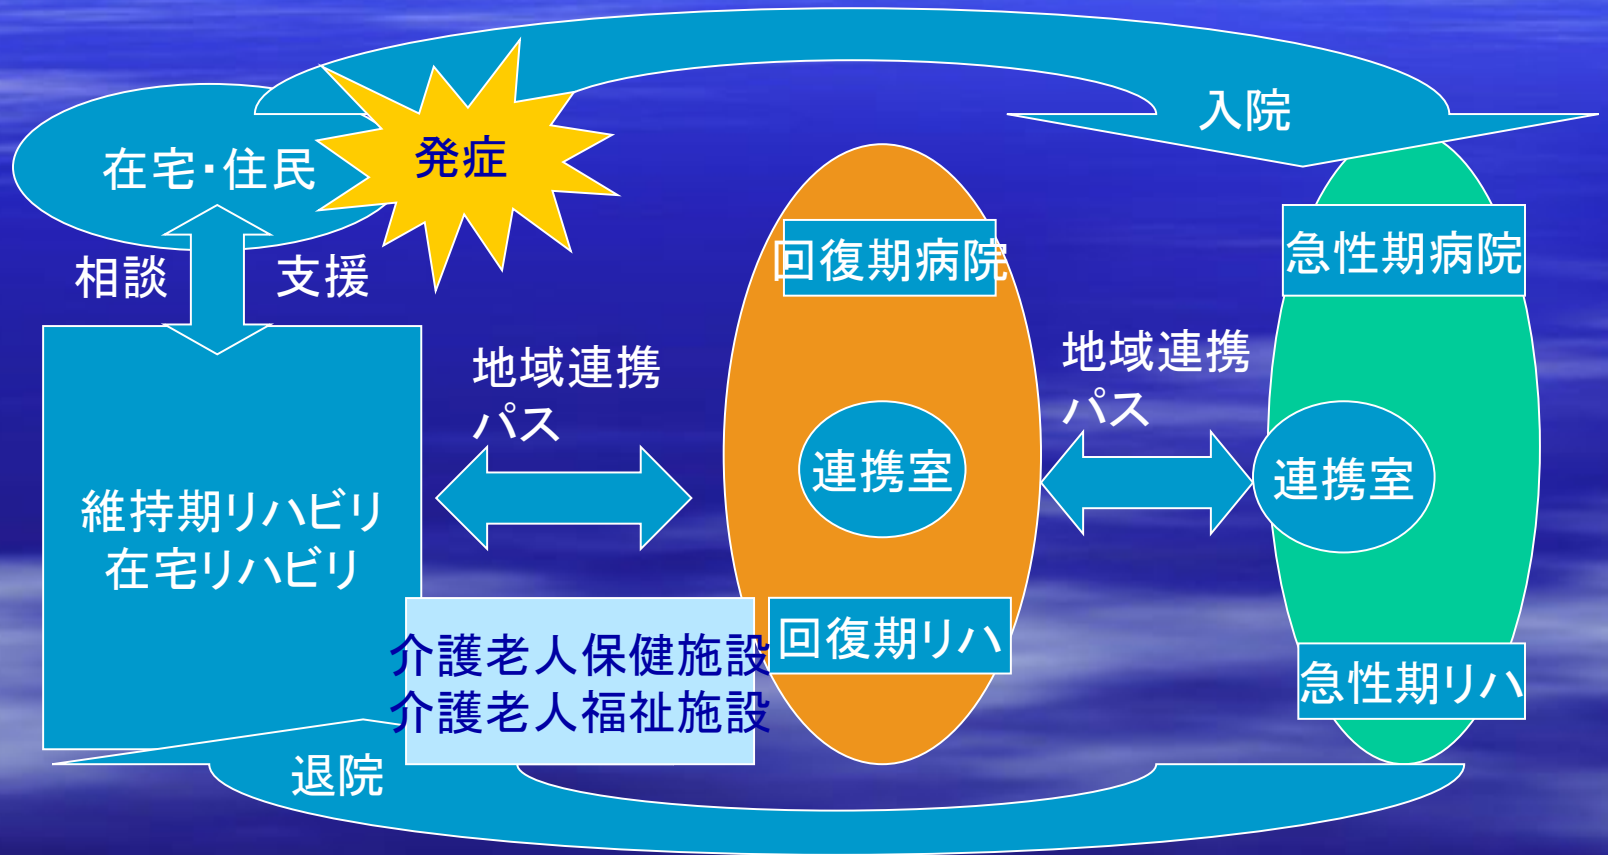 入院
発症
在宅・住民
相談
支援
回復期病院
急性期病院
地域連携
パス
地域連携
パス
連携室
連携室
維持期リハビリ
在宅リハビリ
介護老人保健施設
介護老人福祉施設
回復期リハ
急性期リハ
退院